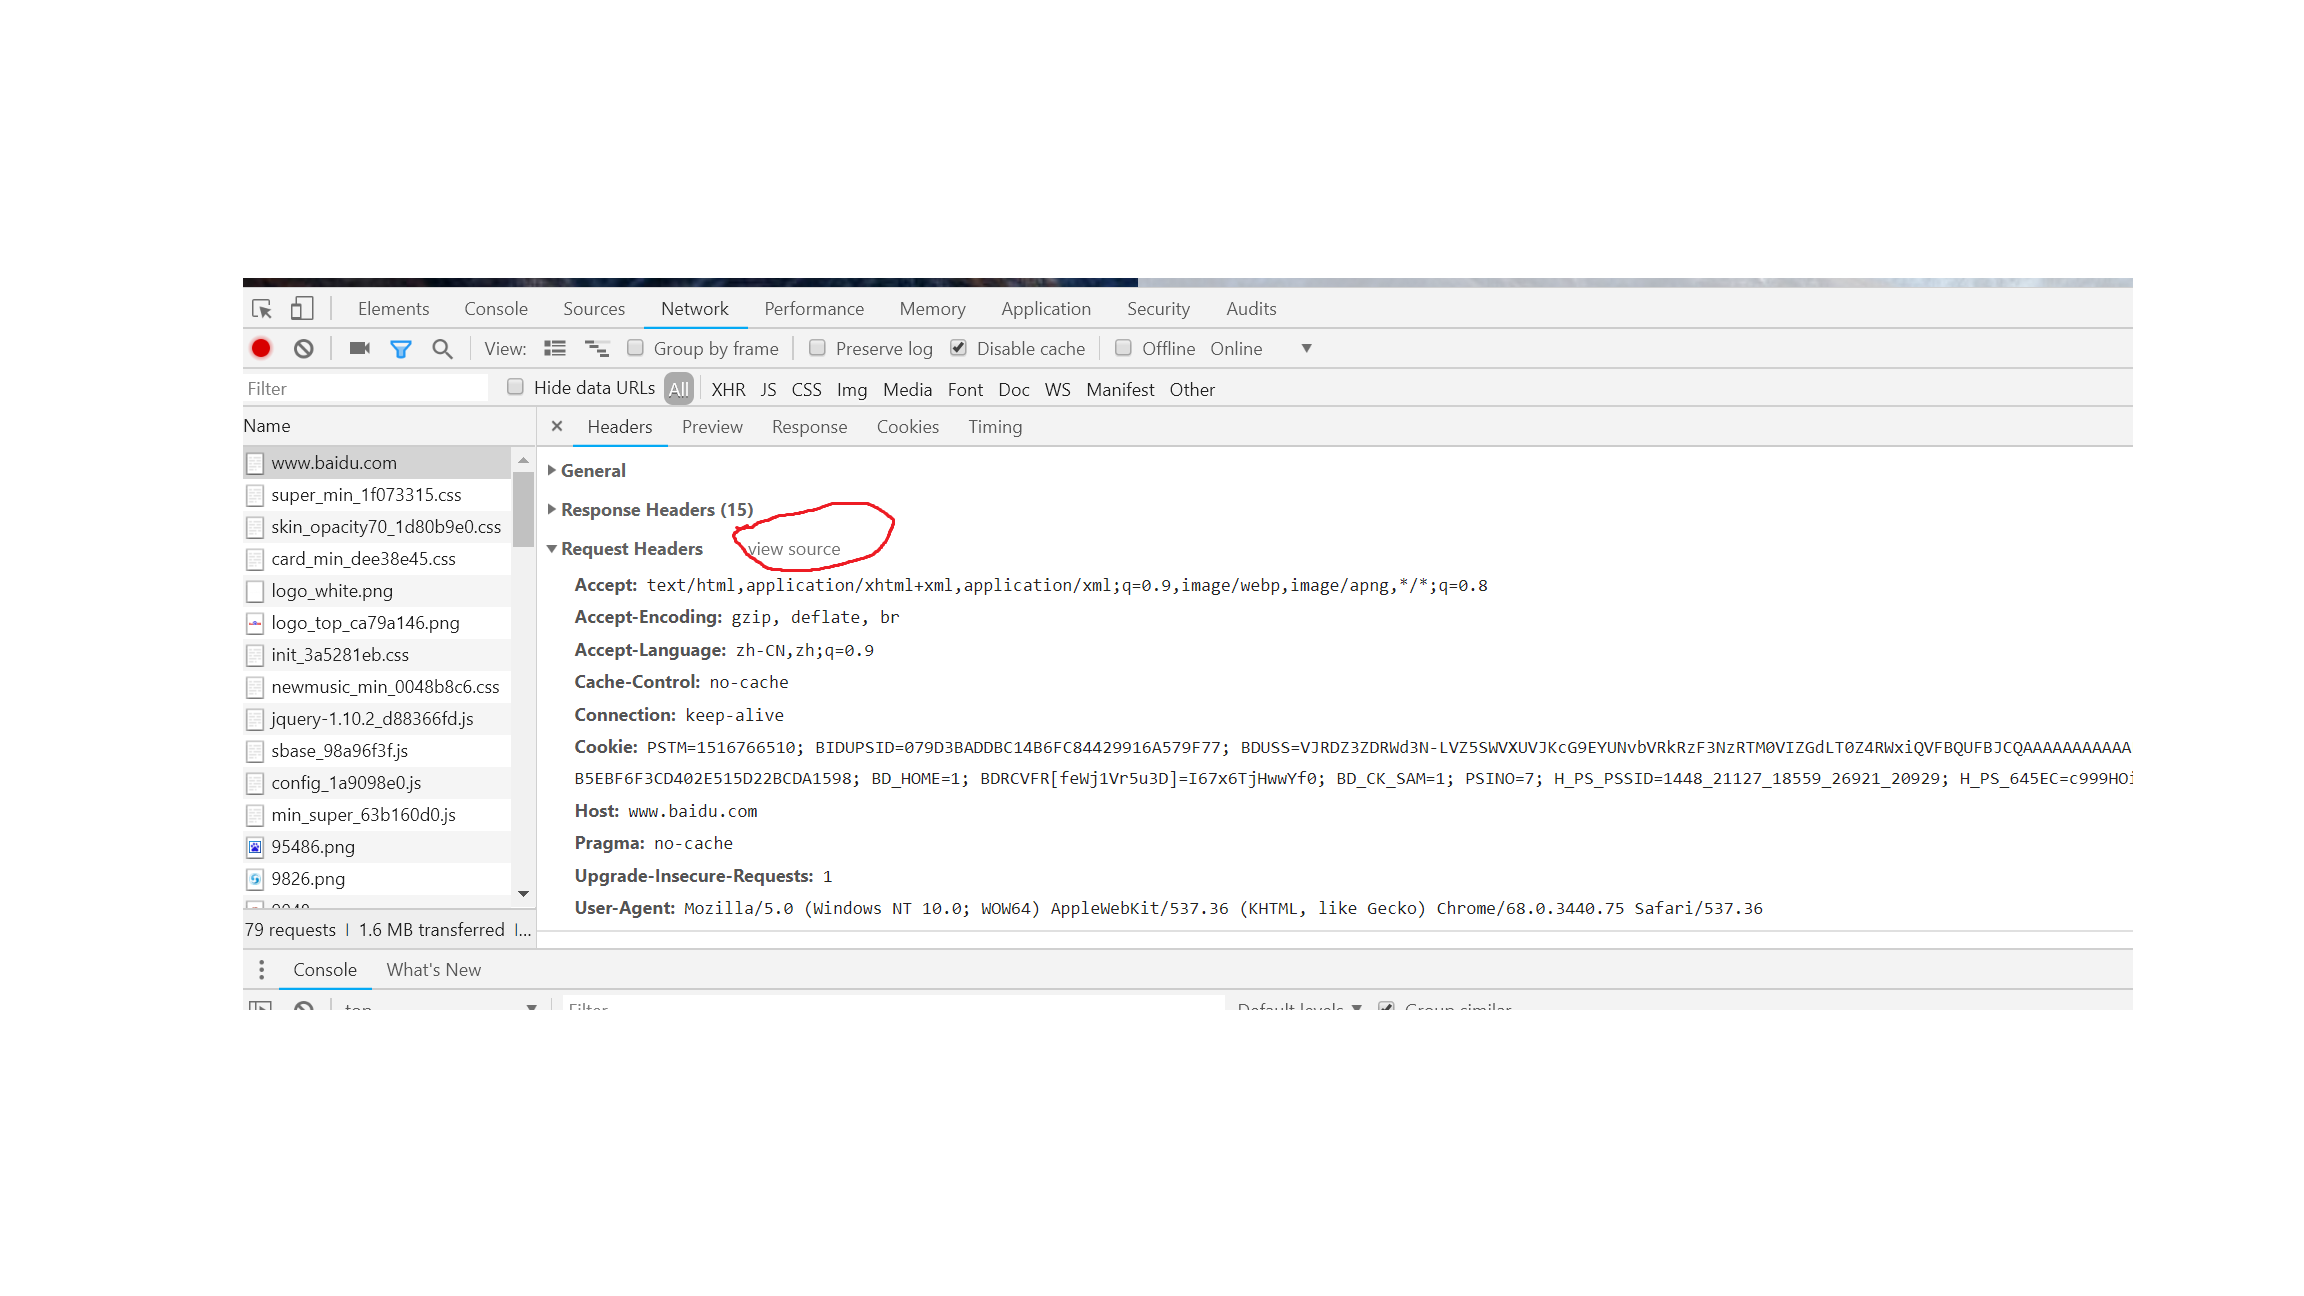 Elements Console Sources Network Performance Memory Application Security Audits
View: Group by frame Preserve log Disable cache Offline Online
Filter Hide data URLs All XHR JS CSS Img Media Font Doc WS Manifest Other
Name
www.baidu.com
super_min_1f073315.css
skin_opacity70_1d80b9e0.css
card_min_dee38e45.css
logo_white.png
logo_top_ca79a146.png
init_3a5281eb.css
newmusic_min_0048b8c6.css
jquery-1.10.2_d88366fd.js
sbase_98a96f3f.js
config_1a9098e0.js
min_super_63b160d0.js
95486.png
9826.png
79 requests | 1.6 MB transferred |...
× Headers Preview Response Cookies Timing
General
Response Headers (15)
Request Headers view source
Accept: text/html,application/xhtml+xml,application/xml;q=0.9,image/webp,image/apng,*/*;q=0.8
Accept-Encoding: gzip, deflate, br
Accept-Language: zh-CN,zh;q=0.9
Cache-Control: no-cache
Connection: keep-alive
Cookie: PSTM=1516766510; BIDUPSID=079D3BADDBC14B6FC84429916A579F77; BDUSS=VJRDZ3ZDRWd3N-LVZ5SWVXUVJKcG9EYUNvbVRkRzF3NzRTM0VIZGdLT0Z4RWxiQVFBQUFBJCQAAAAAAAAAAA
B5EBF6F3CD402E515D22BCDA1598; BD_HOME=1; BDRCVFR[feWj1Vr5u3D]=I67x6TjHwwYf0; BD_CK_SAM=1; PSINO=7; H_PS_PSSID=1448_21127_18559_26921_20929; H_PS_645EC=c999HOi
Host: www.baidu.com
Pragma: no-cache
Upgrade-Insecure-Requests: 1
User-Agent: Mozilla/5.0 (Windows NT 10.0; WOW64) AppleWebKit/537.36 (KHTML, like Gecko) Chrome/68.0.3440.75 Safari/537.36
Console What's New
top Filter Default levels Group similar